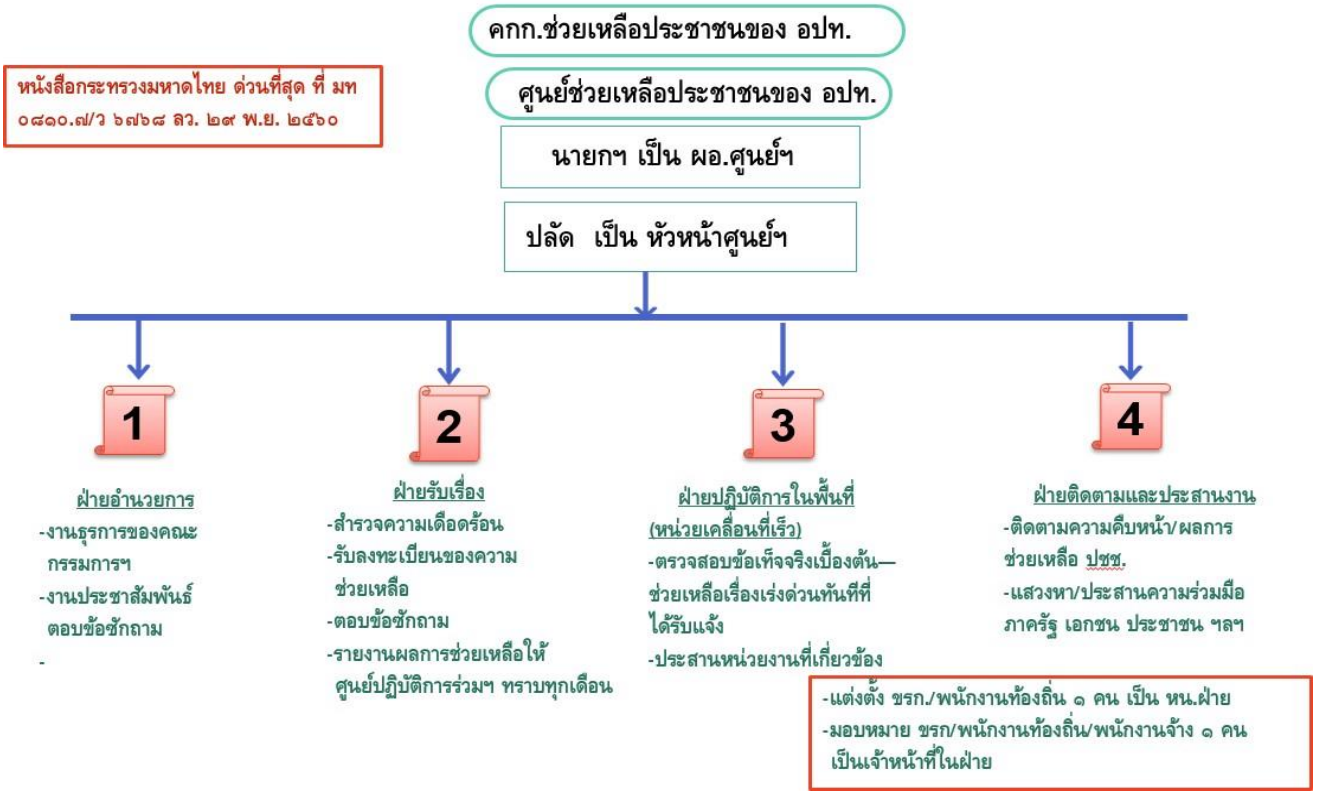 คกก.ช่วยเหลือประชาชนของ อปท.
หนังสือกระทรวงมหาดไทย ด่วนที่สุด ที่ มท
๐๘๑๐.๗/ว ๖๗๖๘ ลว. ๒๙ พ.ย. ๒๕๖๐
ศูนย์ช่วยเหลือประชาชนของ อปท.
นายกฯ เป็น ผอ.ศูนย์ฯ
ปลัด เป็น หัวหน้าศูนย์ฯ
1
ฝ่ายอำนวยการ
-งานธุรการของคณะ
กรรมการฯ
-งานประชาสัมพันธ์
ตอบข้อซักถาม
-
2
ฝ่ายรับเรื่อง
-สำรวจความเดือดร้อน
-รับลงทะเบียนของความ
ช่วยเหลือ
-ตอบข้อซักถาม
-รายงานผลการช่วยเหลือให้
ศูนย์ปฏิบัติการร่วมฯ ทราบทุกเดือน
3
ฝ่ายปฏิบัติการในพื้นที่
(หน่วยเคลื่อนที่เร็ว)
-ตรวจสอบข้อเท็จจริงเบื้องต้น—
ช่วยเหลือเรื่องเร่งด่วนทันทีที่
ได้รับแจ้ง
-ประสานหน่วยงานที่เกี่ยวข้อง
4
ฝ่ายติดตามและประสานงาน
-ติดตามความคืบหน้า/ผลการ
ช่วยเหลือ ปชช.
-แสวงหา/ประสานความร่วมมือ
ภาครัฐ เอกชน ประชาชน ฯลฯ
-แต่งตั้ง ขรก./พนักงานท้องถิ่น ๑ คน เป็น หน.ฝ่าย
-มอบหมาย ขรก/พนักงานท้องถิ่น/พนักงานจ้าง ๑ คน
เป็นเจ้าหน้าที่ในฝ่าย